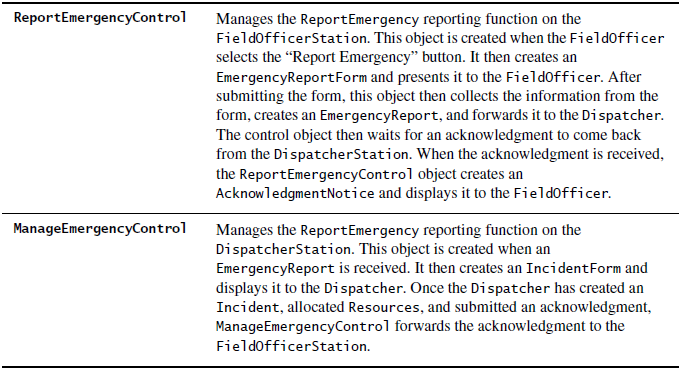 ReportEmergencyControl Manages the ReportEmergency reporting function on the
FieldOfficerStation. This object is created when the FieldOfficer
selects the “Report Emergency” button. It then creates an
EmergencyReportForm and presents it to the FieldOfficer. After
submitting the form, this object then collects the information from the
form, creates an EmergencyReport, and forwards it to the Dispatcher.
The control object then waits for an acknowledgment to come back
from the DispatcherStation. When the acknowledgment is received,
the ReportEmergencyControl object creates an
AcknowledgmentNotice and displays it to the FieldOfficer.
ManageEmergencyControl Manages the ReportEmergency reporting function on the
DispatcherStation. This object is created when an
EmergencyReport is received. It then creates an IncidentForm and
displays it to the Dispatcher. Once the Dispatcher has created an
Incident, allocated Resources, and submitted an acknowledgment,
ManageEmergencyControl forwards the acknowledgment to the
FieldOfficerStation.